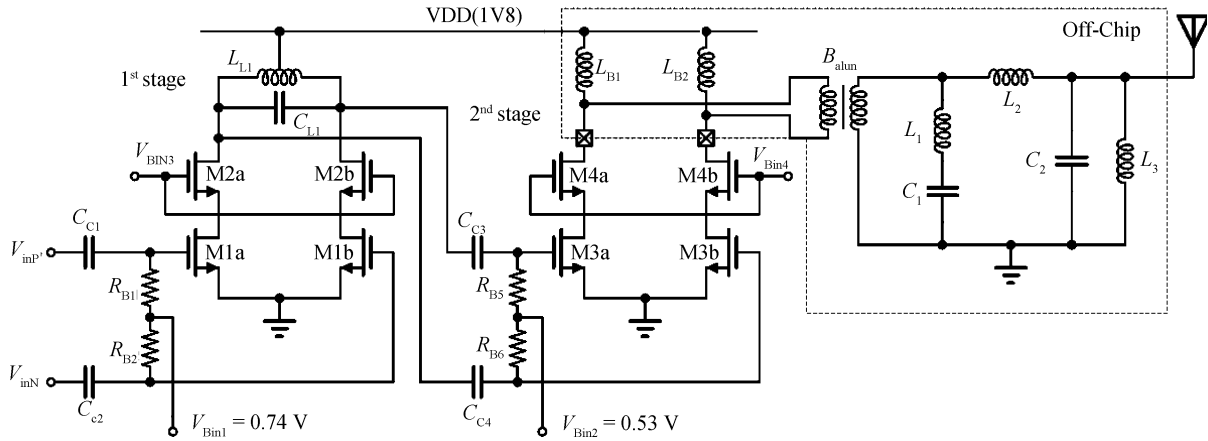 VDD(1V8)
Off-Chip
L_L1
L_B1
L_B2
B_alun
1st stage
2nd stage
L_2
C_L1
L_1
C_2
L_3
V_BIN3
M2a
M2b
M4a
M4b
V_Bin4
C_1
C_C1
C_C3
V_inP'
M1a
M1b
M3a
M3b
R_B1
R_B5
R_B2
R_B6
V_inN
C_c2
V_Bin1 = 0.74 V
C_C4
V_Bin2 = 0.53 V